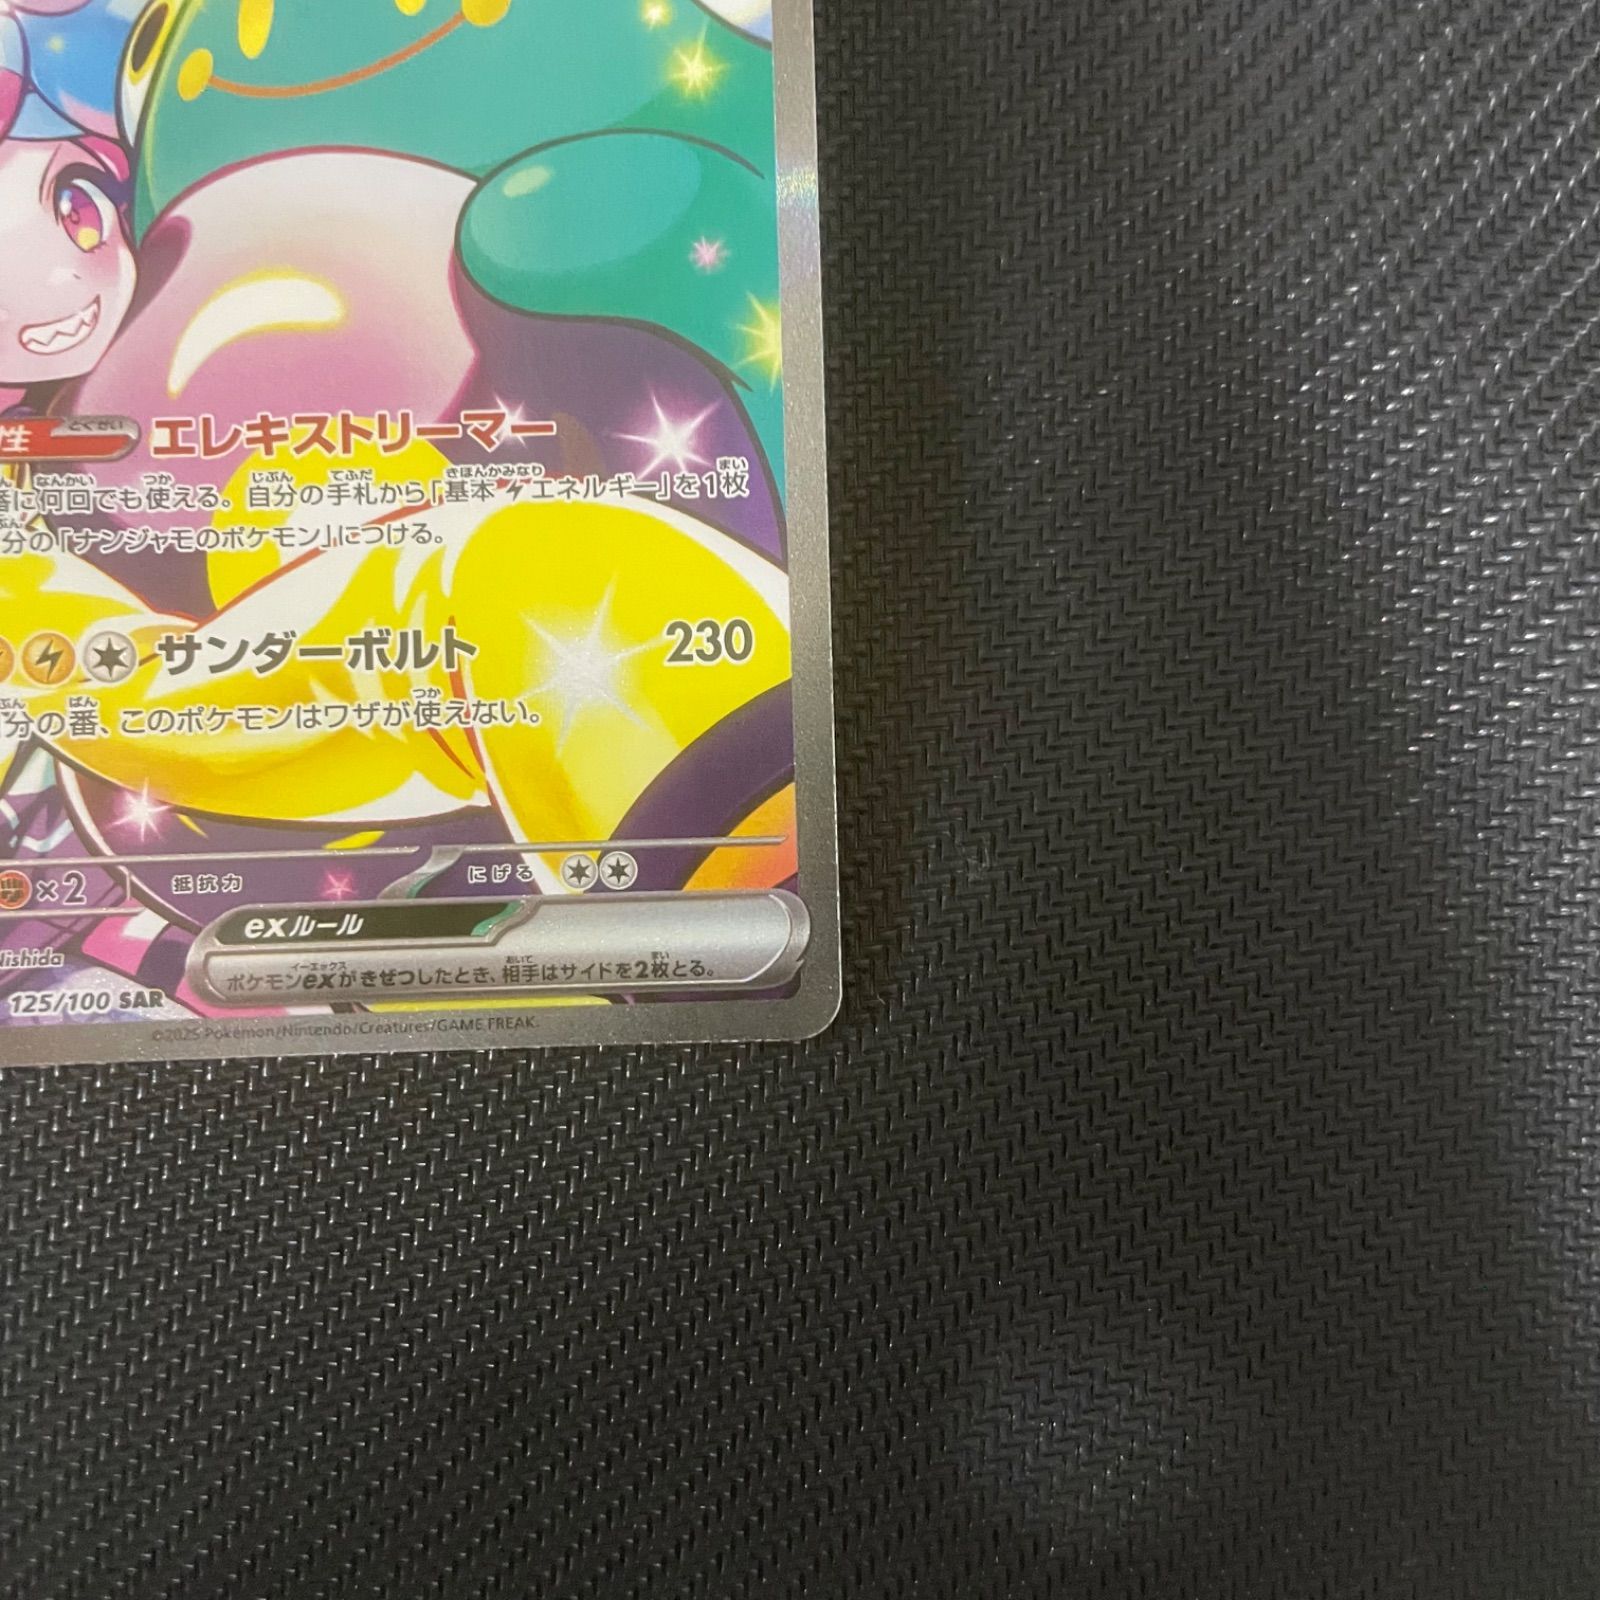 性 とくせい エレキストリーマー
番に何回でも使える。自分の手札から「基本エネルギー」を1枚
分の「ナンジャモのポケモン」につける。
サンダーボルト 230
分の番、このポケモンはワザが使えない。
×2 抵抗力 にげる
exルール
ポケモンexがきぜつしたとき、相手はサイドを2枚とる。
Nishida
125/100 SAR
©2025 Pokémon/Nintendo/Creatures/GAME FREAK.